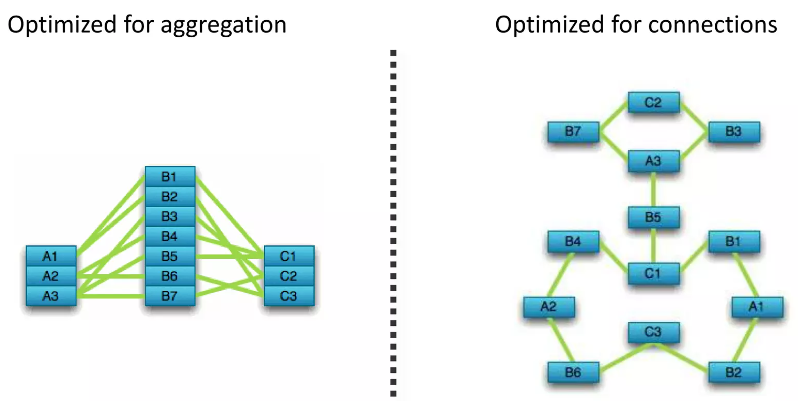 Optimized for aggregation
Optimized for connections
B1
B2
B3
B4
B5
B6
B7
A1
A2
A3
C1
C2
C3
C2
B7
B3
A3
B5
B4
B1
C1
A2
A1
C3
B6
B2